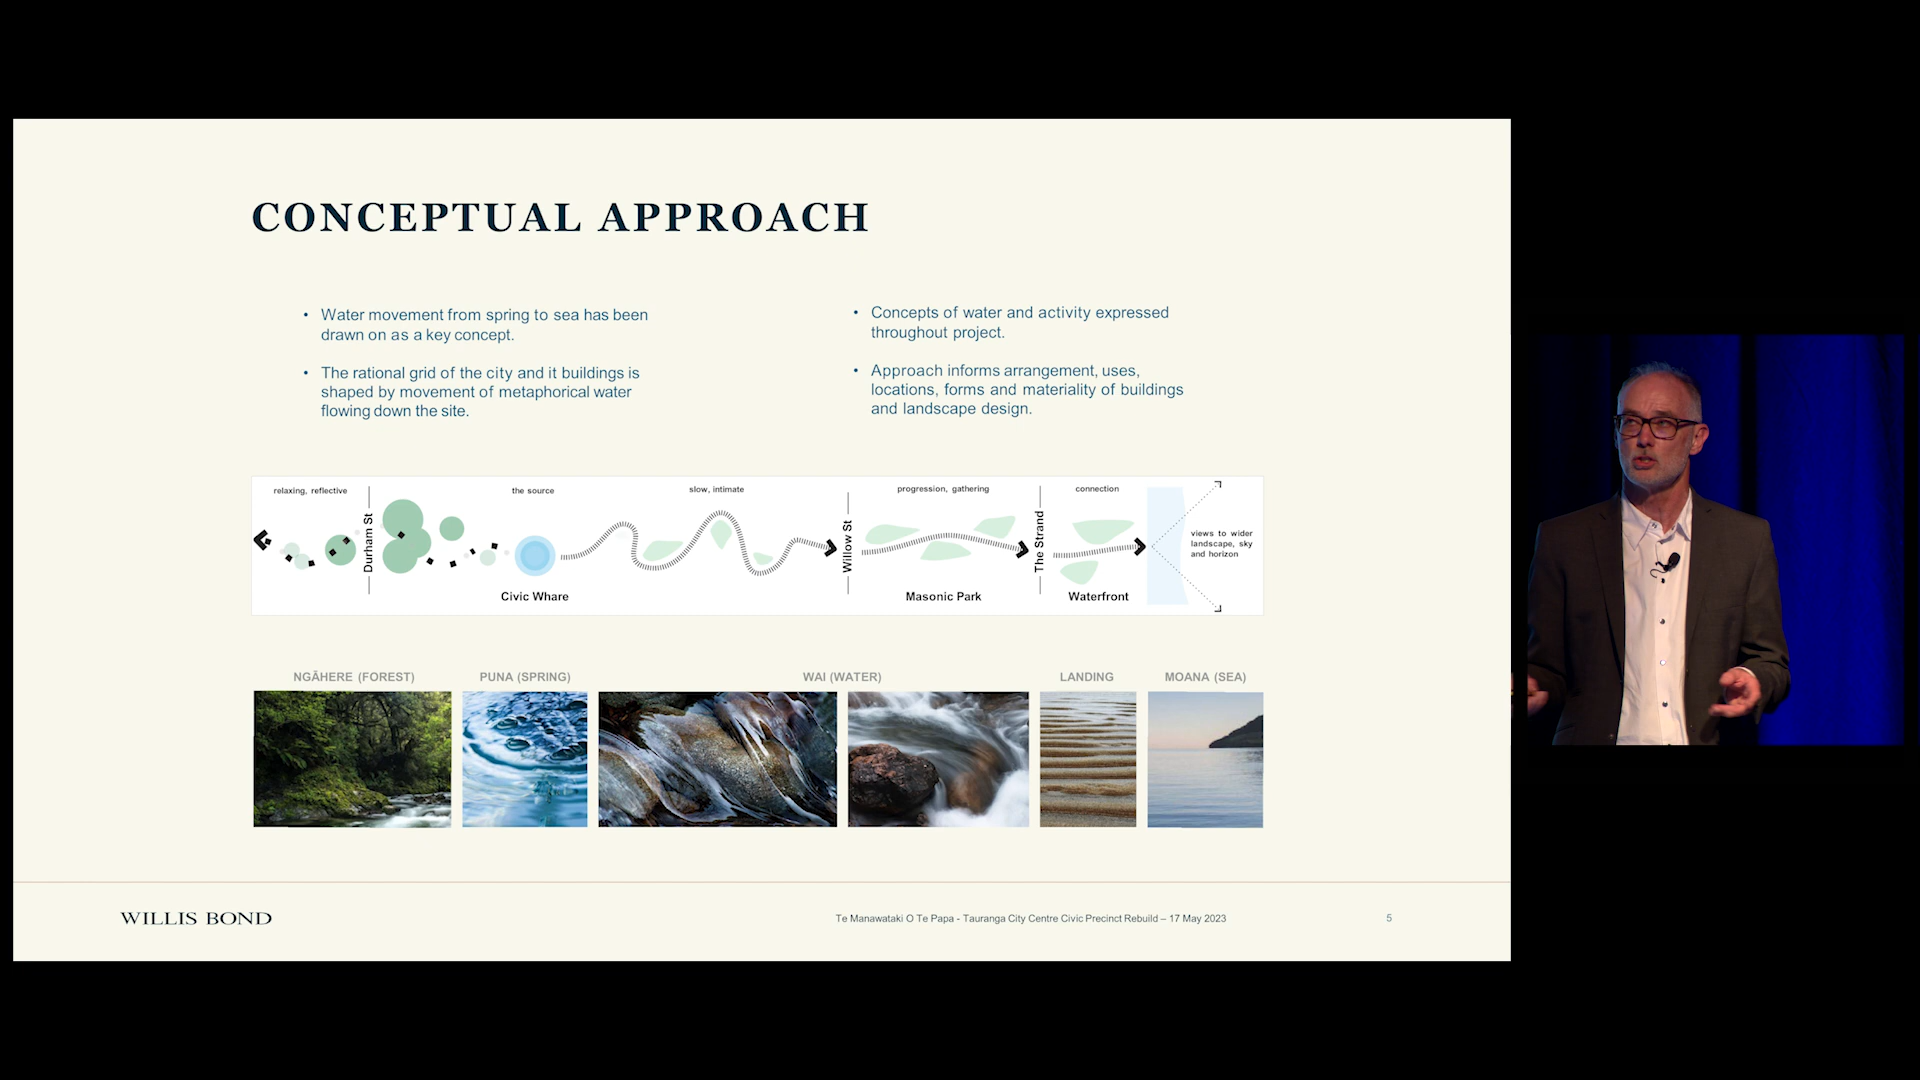 CONCEPTUAL APPROACH
• Water movement from spring to sea has been
drawn on as a key concept.
• The rational grid of the city and it buildings is
shaped by movement of metaphorical water
flowing down the site.
• Concepts of water and activity expressed
throughout project.
• Approach informs arrangement, uses,
locations, forms and materiality of buildings
and landscape design.
relaxing, reflective
Durham St
the source
Civic Whare
slow, intimate
Willow St
progression, gathering
Masonic Park
The Strand
connection
Waterfront
views to wider
landscape, sky
and horizon
NGĀHERE (FOREST)
PUNA (SPRING)
WAI (WATER)
LANDING
MOANA (SEA)
WILLIS BOND
Te Manawataki O Te Papa - Tauranga City Centre Civic Precinct Rebuild – 17 May 2023
5